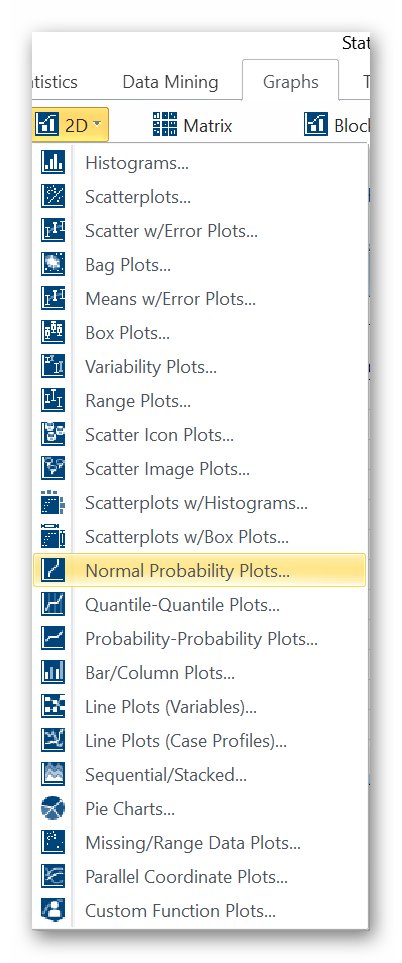 Stat
tistics Data Mining Graphs T
2D Matrix Block
Histograms...
Scatterplots...
Scatter w/Error Plots...
Bag Plots...
Means w/Error Plots...
Box Plots...
Variability Plots...
Range Plots...
Scatter Icon Plots...
Scatter Image Plots...
Scatterplots w/Histograms...
Scatterplots w/Box Plots...
Normal Probability Plots...
Quantile-Quantile Plots...
Probability-Probability Plots...
Bar/Column Plots...
Line Plots (Variables)...
Line Plots (Case Profiles)...
Sequential/Stacked...
Pie Charts...
Missing/Range Data Plots...
Parallel Coordinate Plots...
Custom Function Plots...